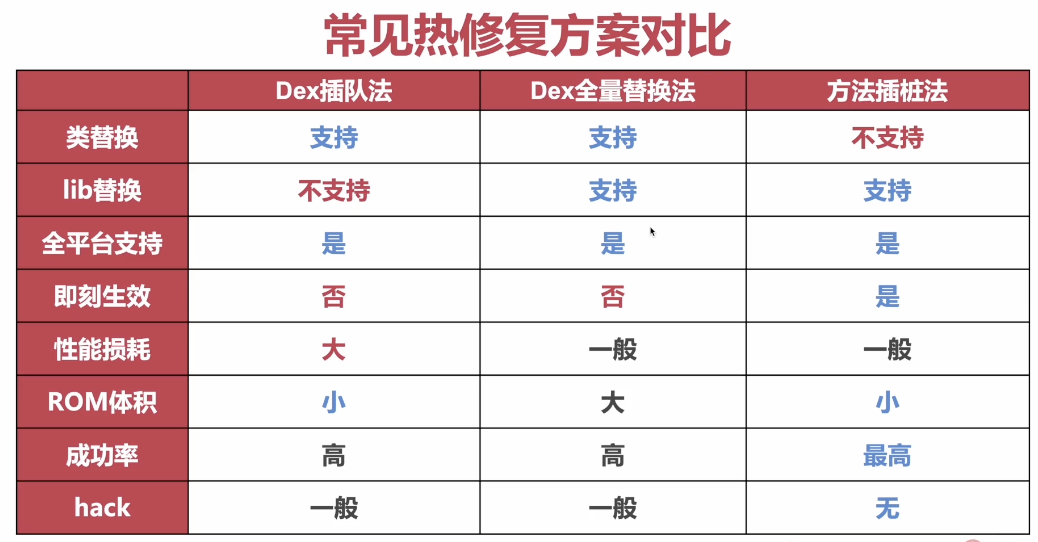 常见热修复方案对比
Dex插队法 Dex全量替换法 方法插桩法
类替换 支持 支持 不支持
lib替换 不支持 支持 支持
全平台支持 是 是 是
即刻生效 否 否 是
性能损耗 大 一般 一般
ROM体积 小 大 小
成功率 高 高 最高
hack 一般 一般 无